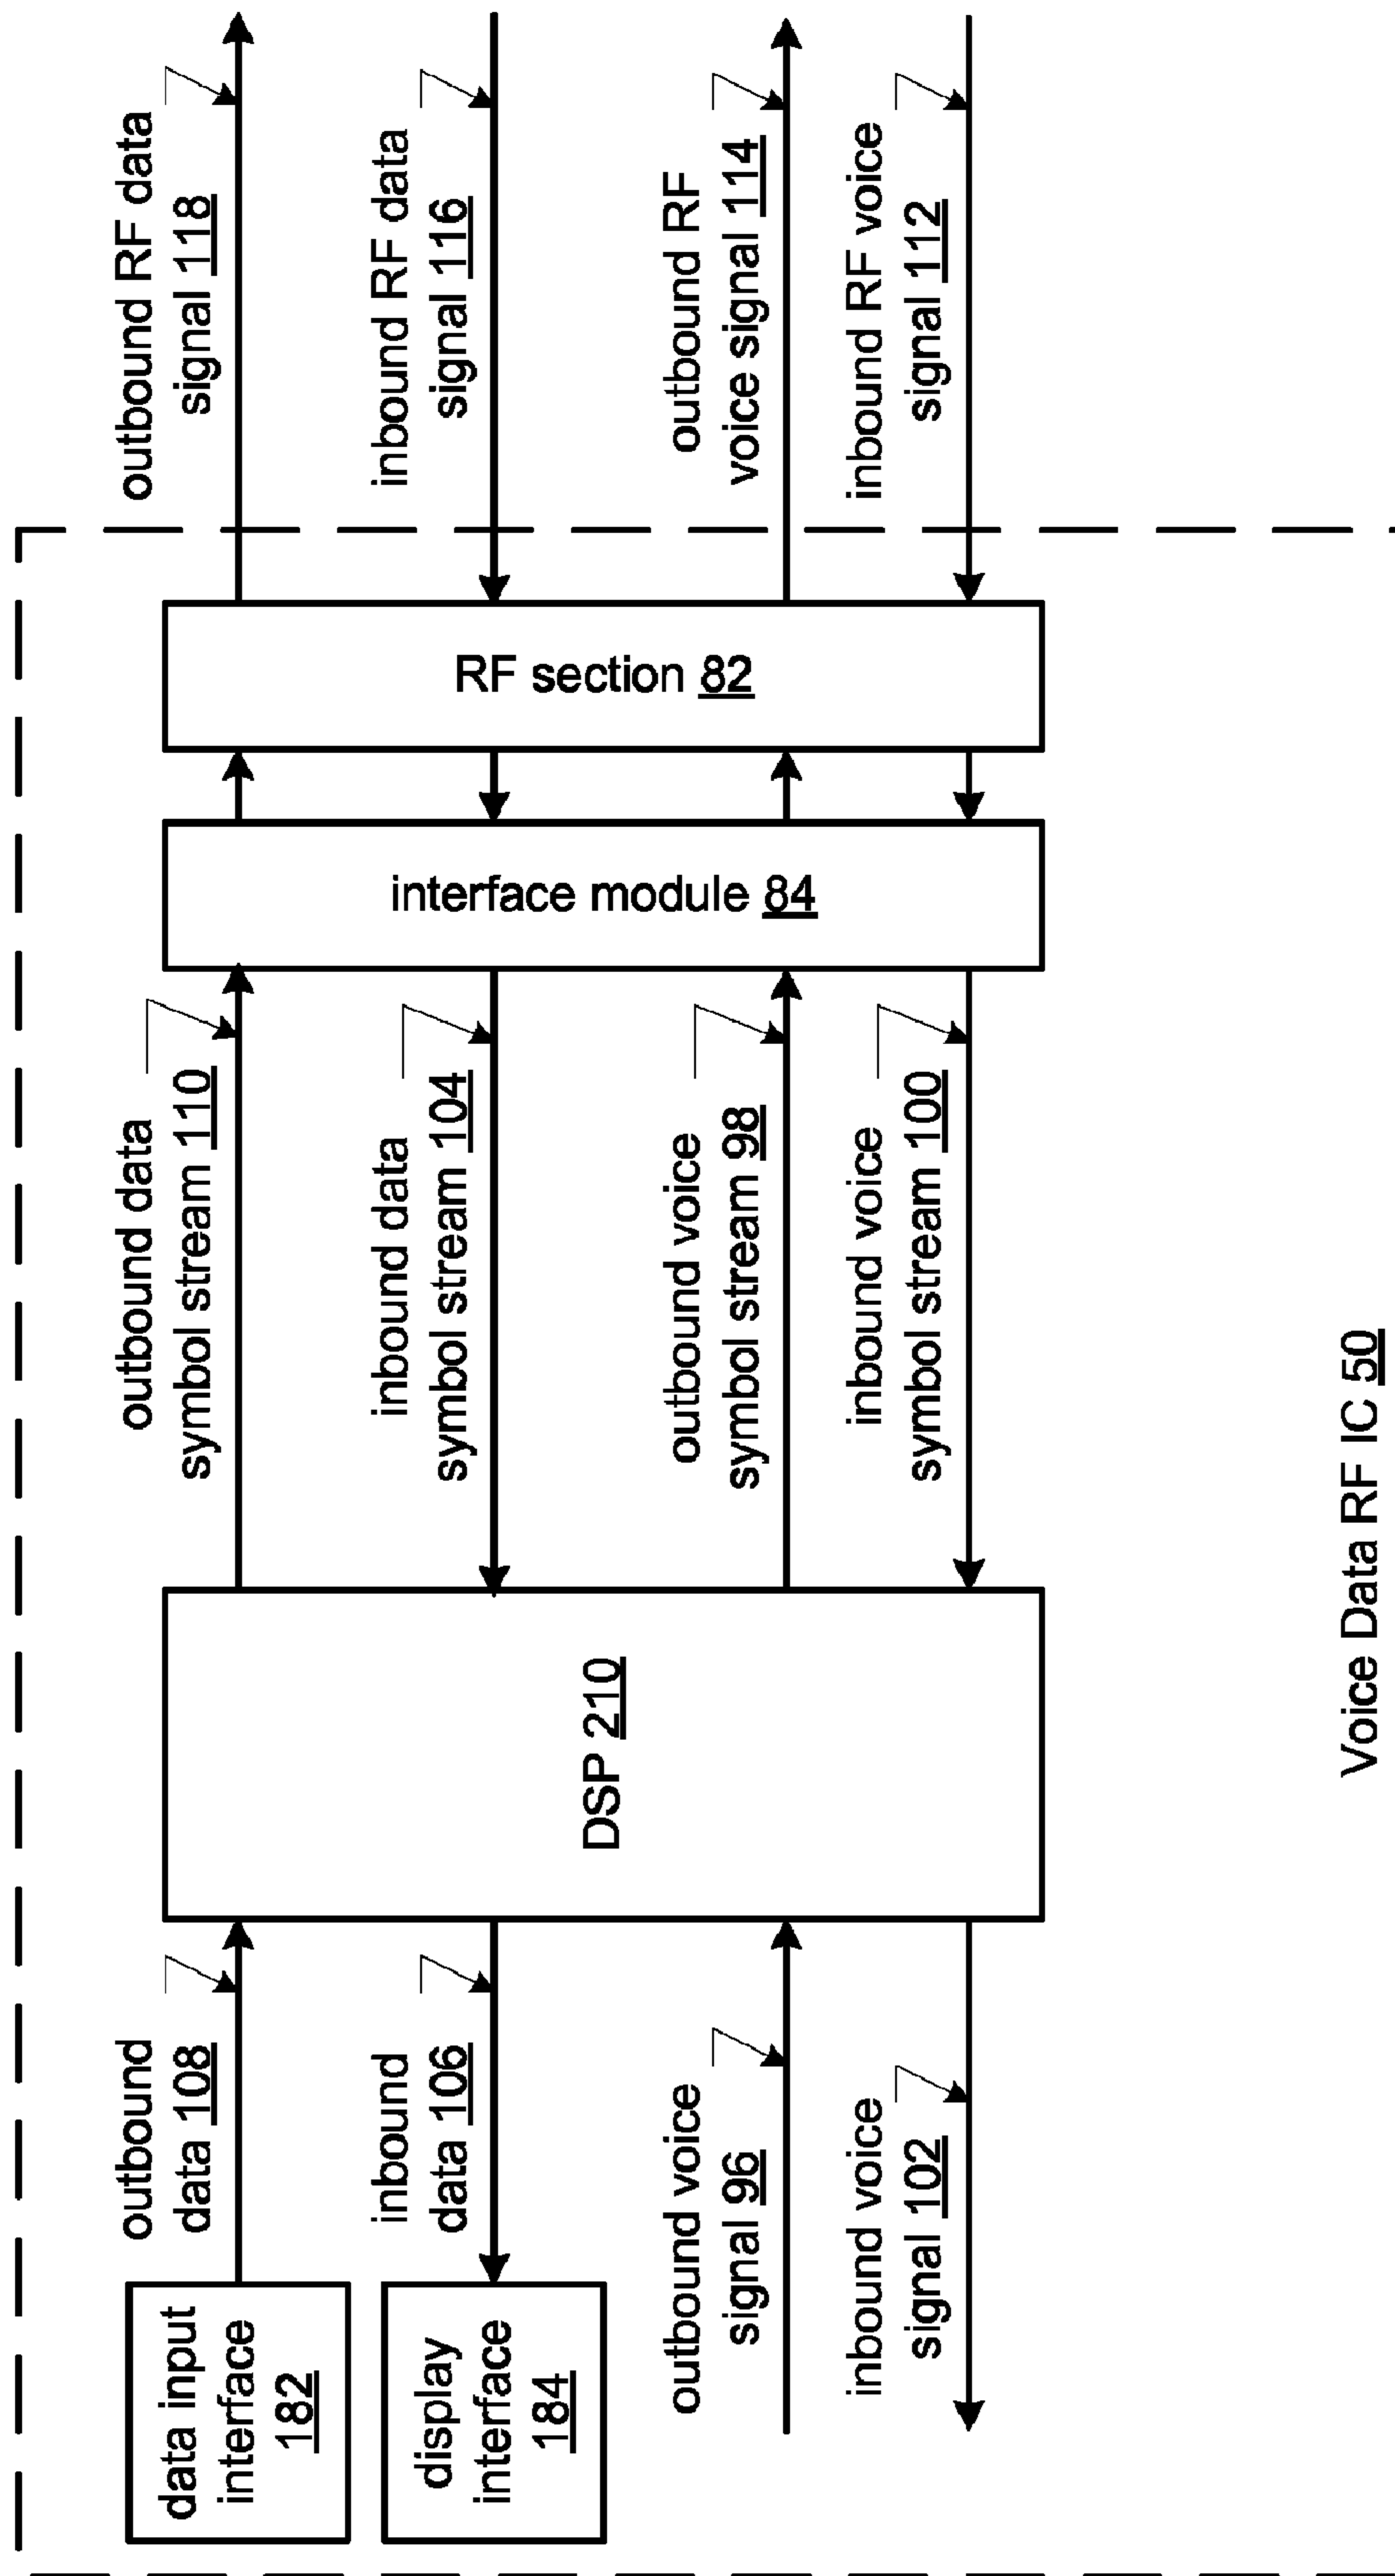 data input
interface
182
display
interface
184
outbound
data 108
inbound
data 106
outbound voice
signal 96
inbound voice
signal 102
DSP 210
outbound data
symbol stream 110
inbound data
symbol stream 104
outbound voice
symbol stream 98
inbound voice
symbol stream 100
interface module 84
RF section 82
outbound RF data
signal 118
inbound RF data
signal 116
outbound RF
voice signal 114
inbound RF voice
signal 112
Voice Data RF IC 50